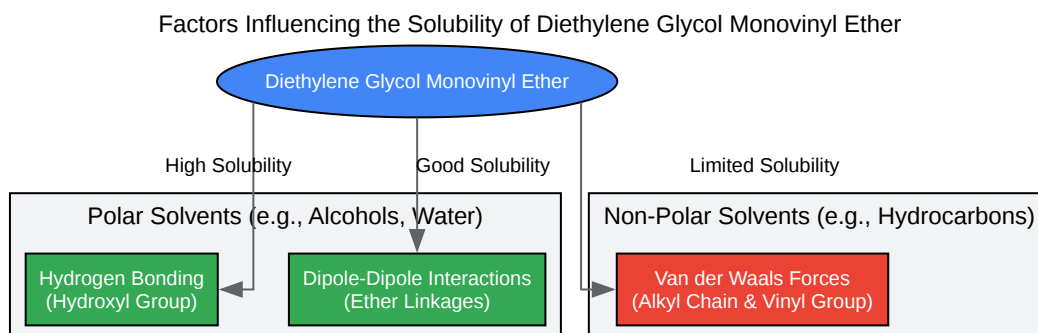 Factors Influencing the Solubility of Diethylene Glycol Monovinyl Ether
Diethylene Glycol Monovinyl Ether
High Solubility
Good Solubility
Limited Solubility
Polar Solvents (e.g., Alcohols, Water)
Non-Polar Solvents (e.g., Hydrocarbons)
Hydrogen Bonding
(Hydroxyl Group)
Dipole-Dipole Interactions
(Ether Linkages)
Van der Waals Forces
(Alkyl Chain & Vinyl Group)